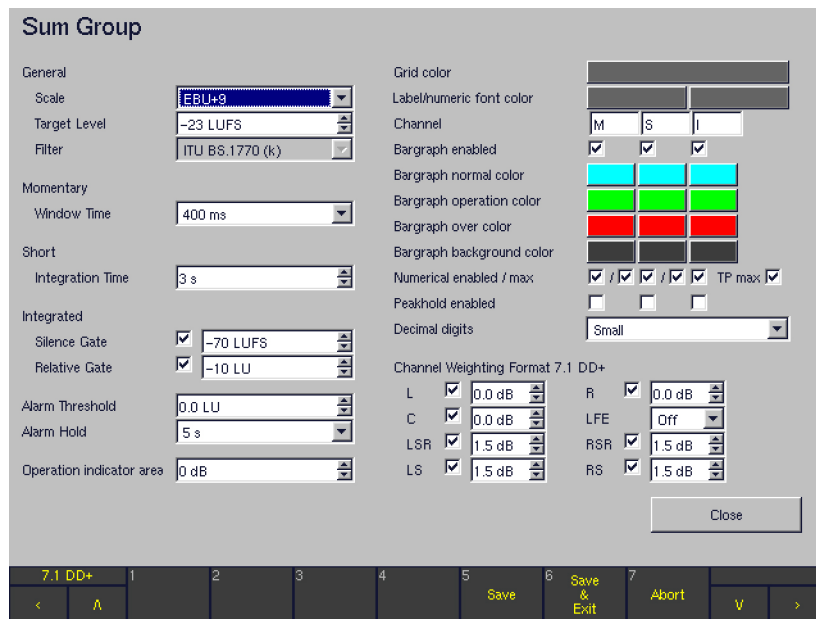 Sum Group
General
Scale EBU+9
Target Level -23 LUFS
Filter ITU BS.1770 (k)
Momentary
Window Time 400 ms
Short
Integration Time 3 s
Integrated
Silence Gate -70 LUFS
Relative Gate -10 LU
Alarm Threshold 0.0 LU
Alarm Hold 5 s
Operation indicator area 0 dB
Grid color
Label/numeric font color
Channel M S I
Bargraph enabled
Bargraph normal color
Bargraph operation color
Bargraph over color
Bargraph background color
Numerical enabled / max / / / TP max
Peakhold enabled
Decimal digits Small
Channel Weighting Format 7.1 DD+
L 0.0 dB R 0.0 dB
C 0.0 dB LFE Off
LSR 1.5 dB RSR 1.5 dB
LS 1.5 dB RS 1.5 dB
Close
7.1 DD+ 1 2 3 4 5 6 7
< Λ Save Save & Exit Abort V >